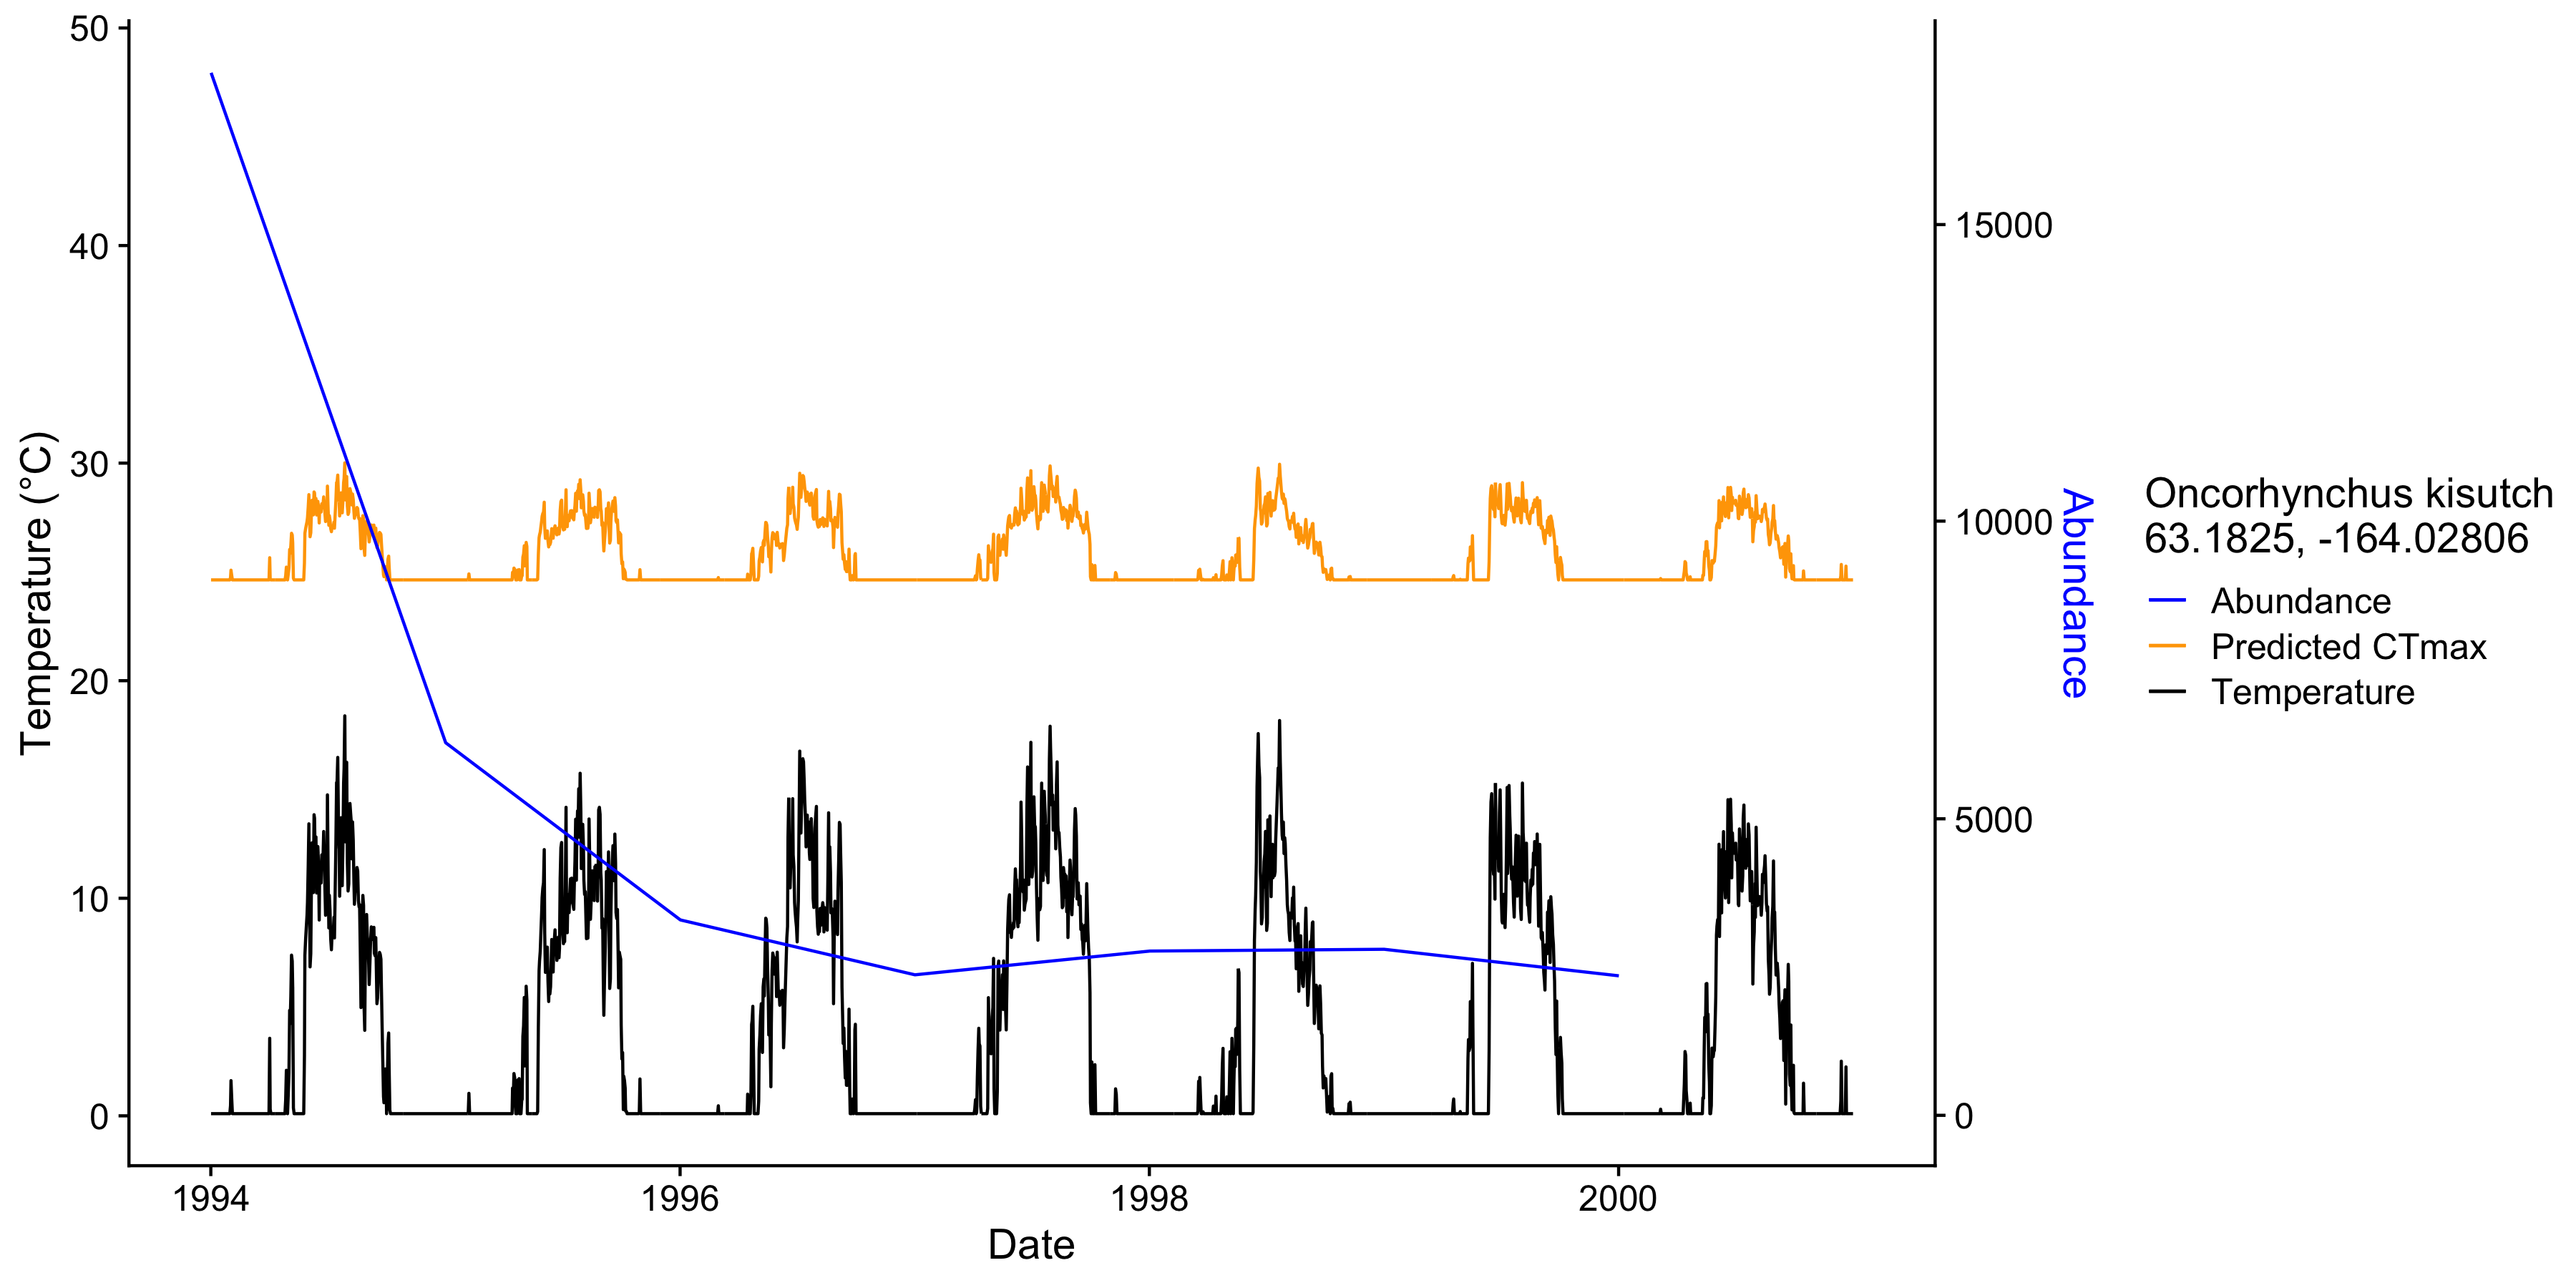 50
40
30
20
10
0
Temperature (°C)
1994
1996
1998
2000
Date
15000
10000
5000
0
Abundance
Oncorhynchus kisutch
63.1825, -164.02806
Abundance
Predicted CTmax
Temperature